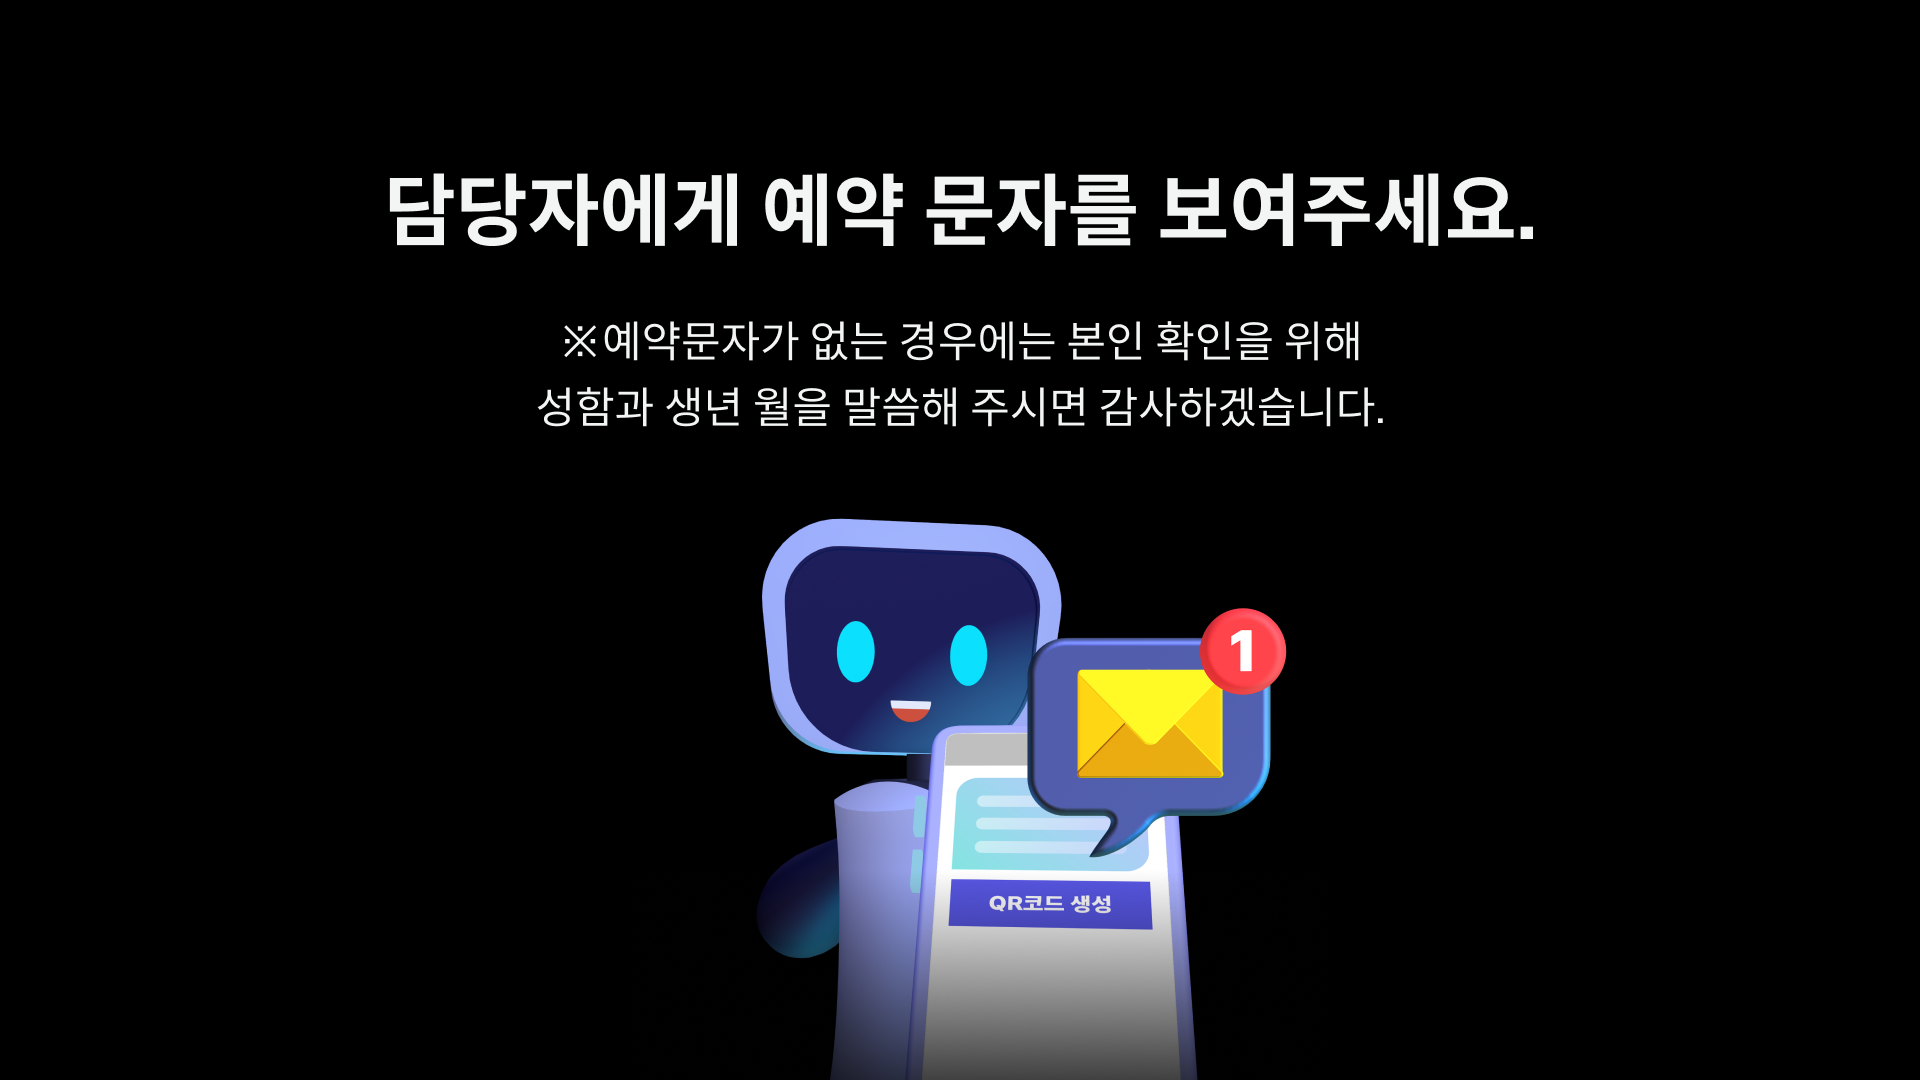 담당자에게 예약 문자를 보여주세요.
※예약문자가 없는 경우에는 본인 확인을 위해
성함과 생년 월을 말씀해 주시면 감사하겠습니다.
1
QR코드 생성